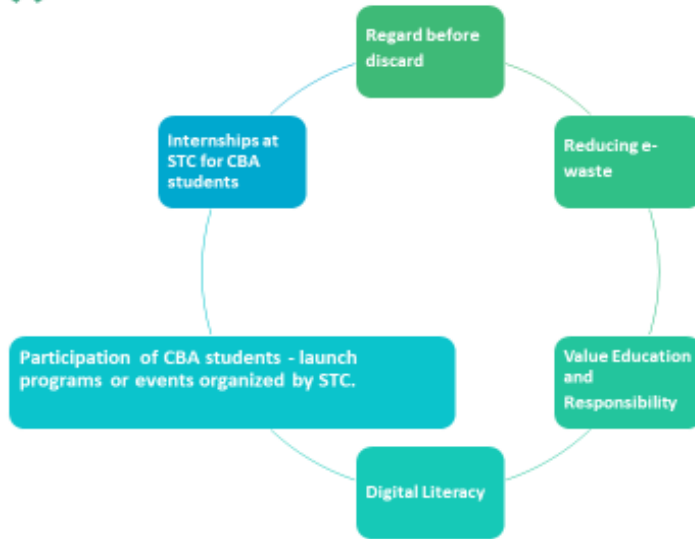 Regard before
discard
Reducing e-
waste
Value Education
and
Responsibility
Digital Literacy
Participation of CBA students - launch
programs or events organized by STC.
Internships at
STC for CBA
students